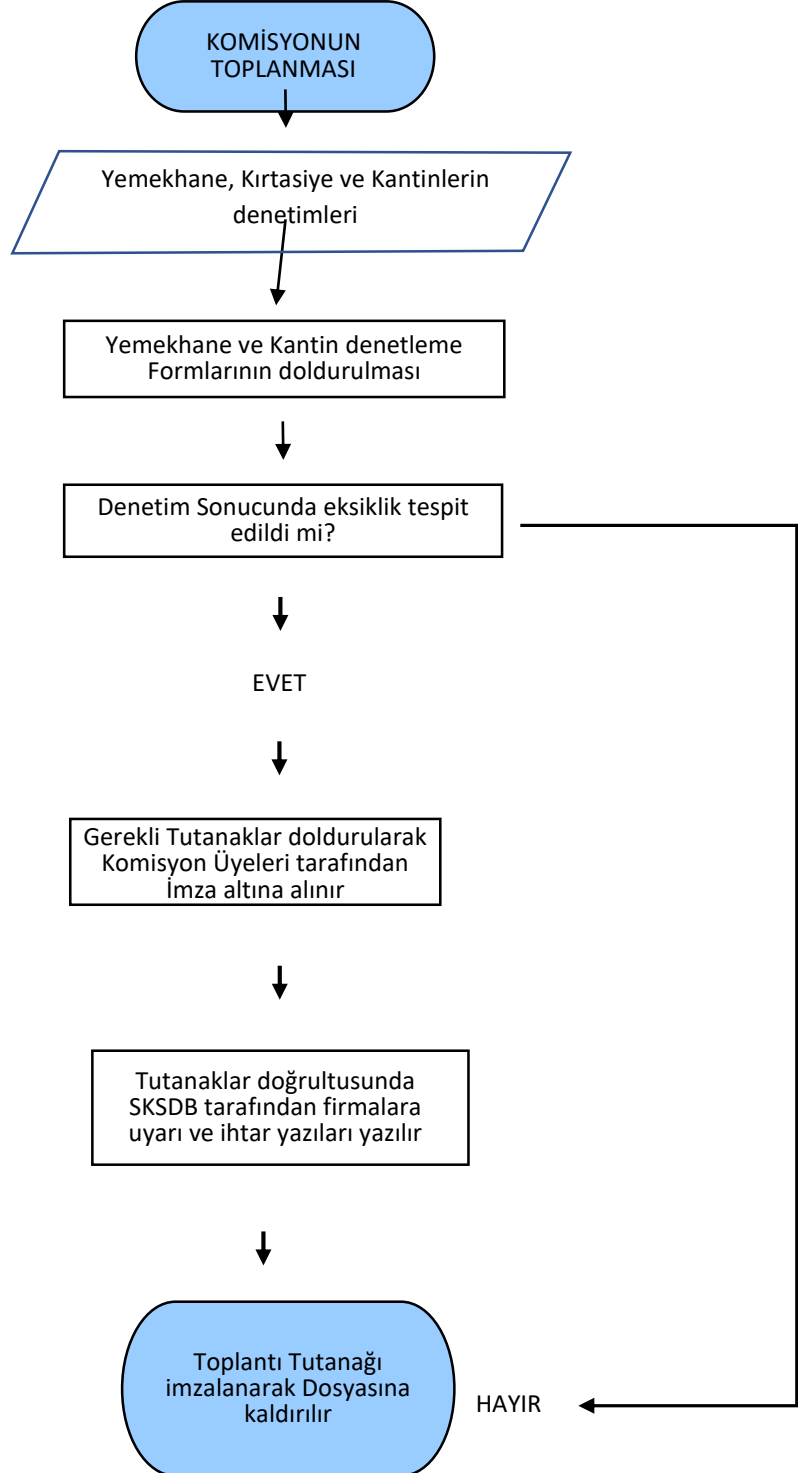 KOMİSYONUN
TOPLANMASI
Yemekhane, Kırtasiye ve Kantinlerin
denetimleri
Yemekhane ve Kantin denetleme
Formlarının doldurulması
Denetim Sonucunda eksiklik tespit
edildi mi?
EVET
Gerekli Tutanaklar doldurularak
Komisyon Üyeleri tarafından
İmza altına alınır
Tutanaklar doğrultusunda
SKSDB tarafından firmalara
uyarı ve ihtar yazıları yazılır
Toplantı Tutanağı
imzalanarak Dosyasına
kaldırılır
HAYIR